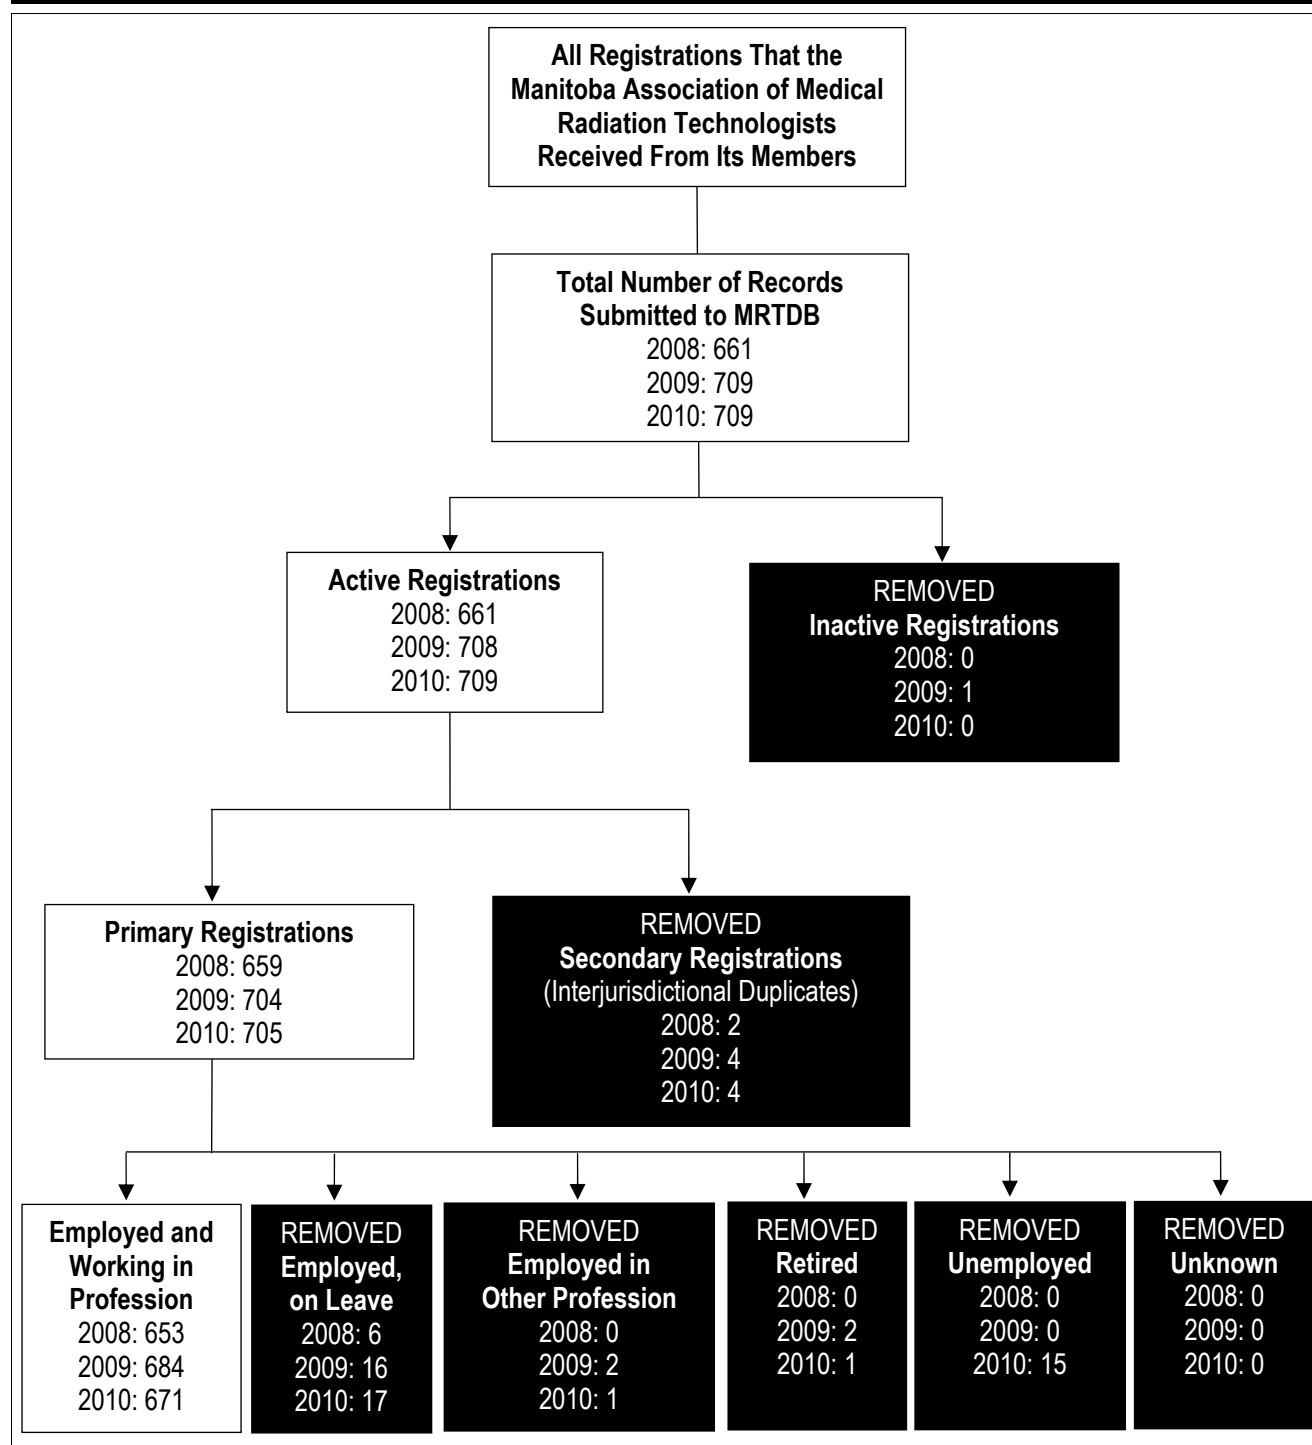 All Registrations That the
Manitoba Association of Medical
Radiation Technologists
Received From Its Members
Total Number of Records
Submitted to MRTDB
2008: 661
2009: 709
2010: 709
Active Registrations
2008: 661
2009: 708
2010: 709
REMOVED
Inactive Registrations
2008: 0
2009: 1
2010: 0
Primary Registrations
2008: 659
2009: 704
2010: 705
REMOVED
Secondary Registrations
(Interjurisdictional Duplicates)
2008: 2
2009: 4
2010: 4
Employed and
Working in
Profession
2008: 653
2009: 684
2010: 671
REMOVED
Employed,
on Leave
2008: 6
2009: 16
2010: 17
REMOVED
Employed in
Other Profession
2008: 0
2009: 2
2010: 1
REMOVED
Retired
2008: 0
2009: 2
2010: 1
REMOVED
Unemployed
2008: 0
2009: 0
2010: 15
REMOVED
Unknown
2008: 0
2009: 0
2010: 0